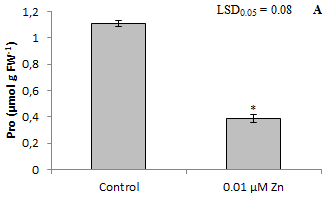 LSD0.05 = 0.08 A
1,2
1
0,8
0,6
0,4
0,2
0
Pro (µmol g FW-1)
*
Control 0.01 µM Zn